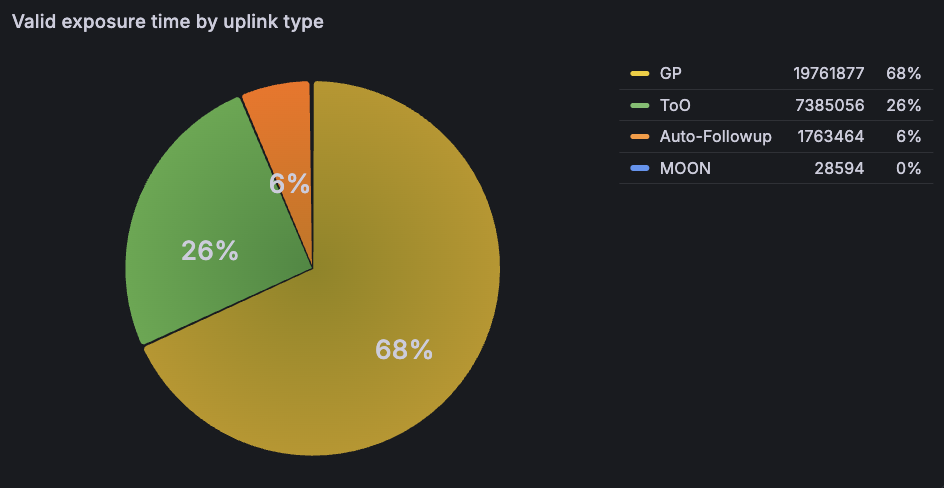 Valid exposure time by uplink type
GP 19761877 68%
ToO 7385056 26%
Auto-Followup 1763464 6%
MOON 28594 0%
6%
26%
68%